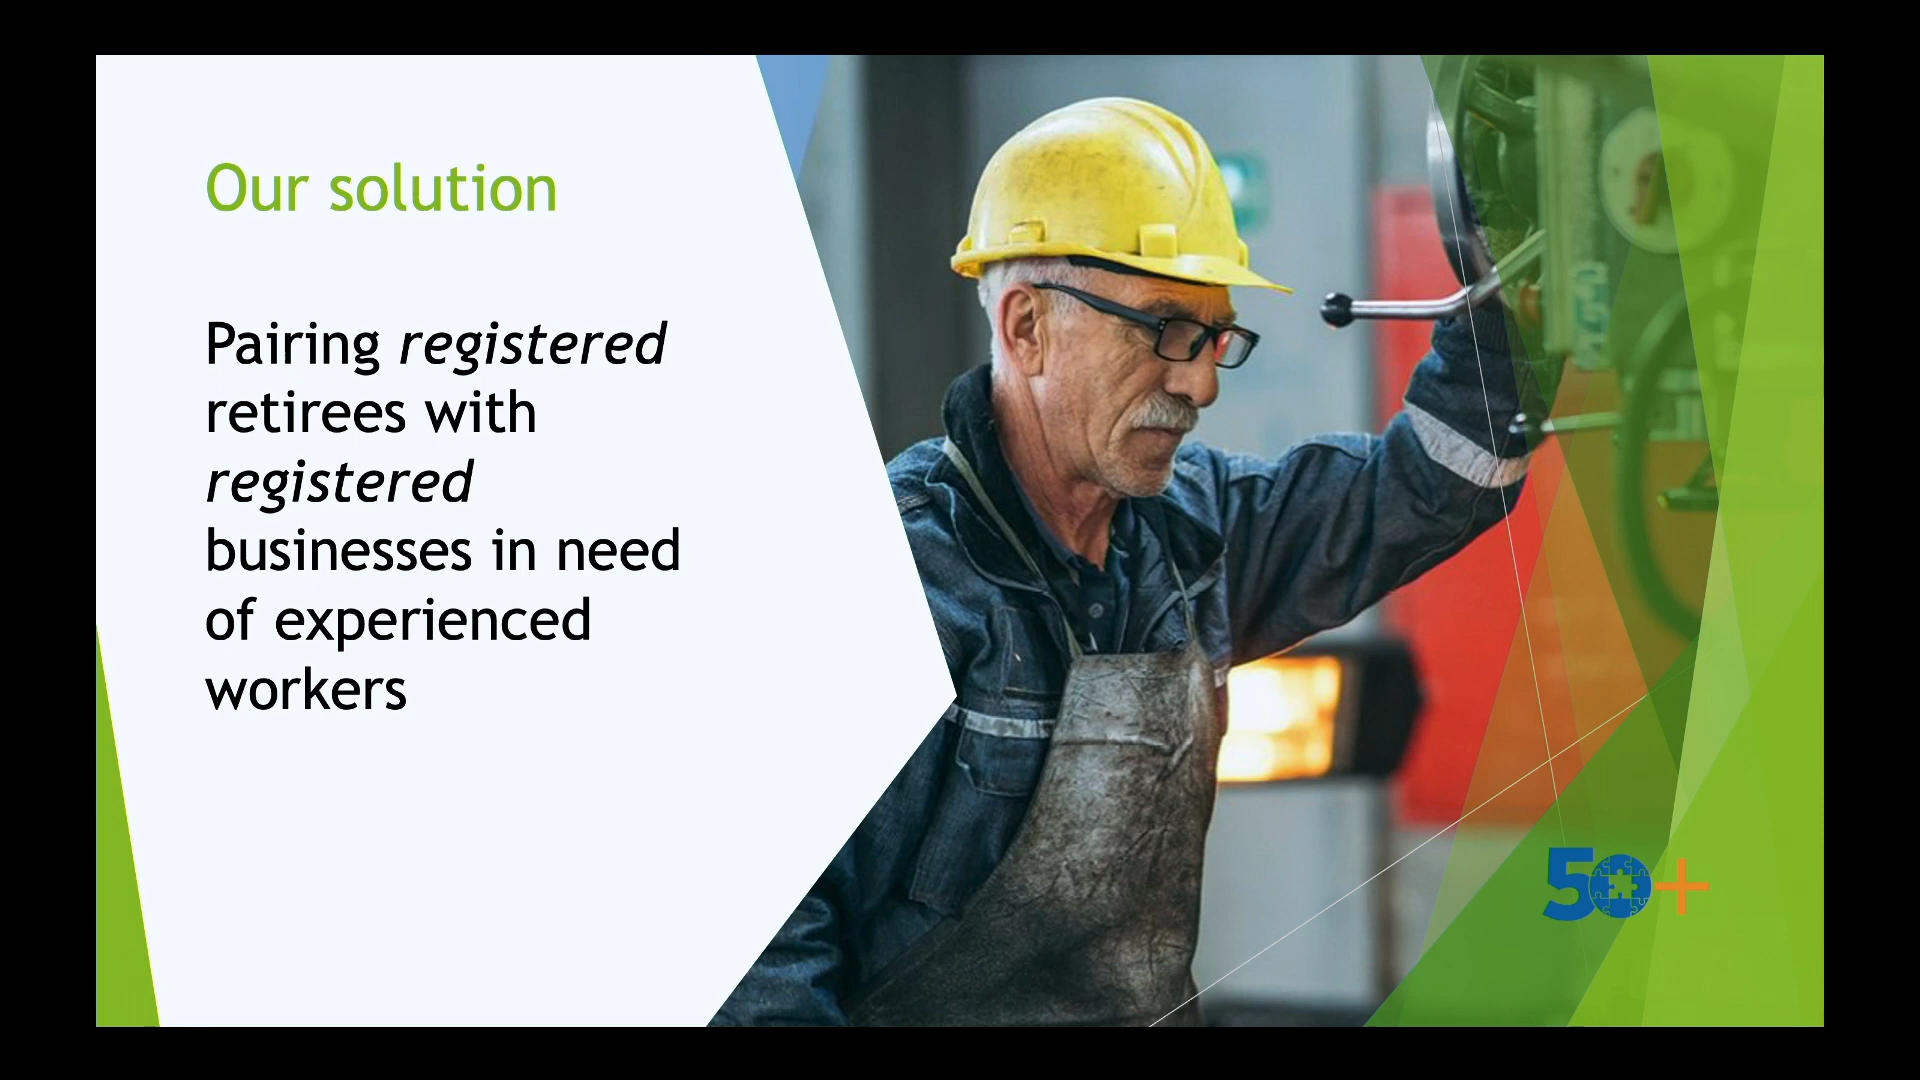 Our solution
Pairing registered
retirees with
registered
businesses in need
of experienced
workers
50+